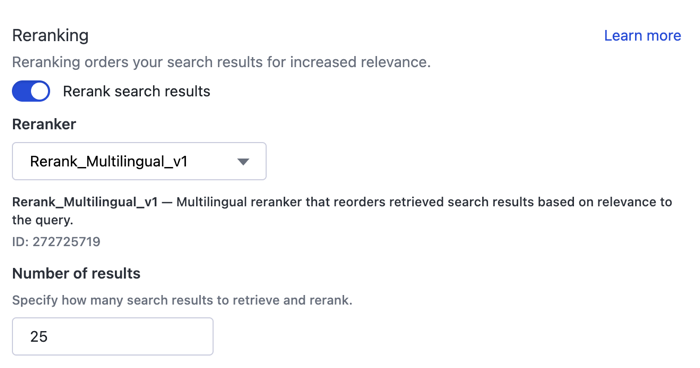 Reranking
Learn more
Reranking orders your search results for increased relevance.
Rerank search results
Reranker
Rerank_Multilingual_v1
Rerank_Multilingual_v1 — Multilingual reranker that reorders retrieved search results based on relevance to
the query.
ID: 272725719
Number of results
Specify how many search results to retrieve and rerank.
25